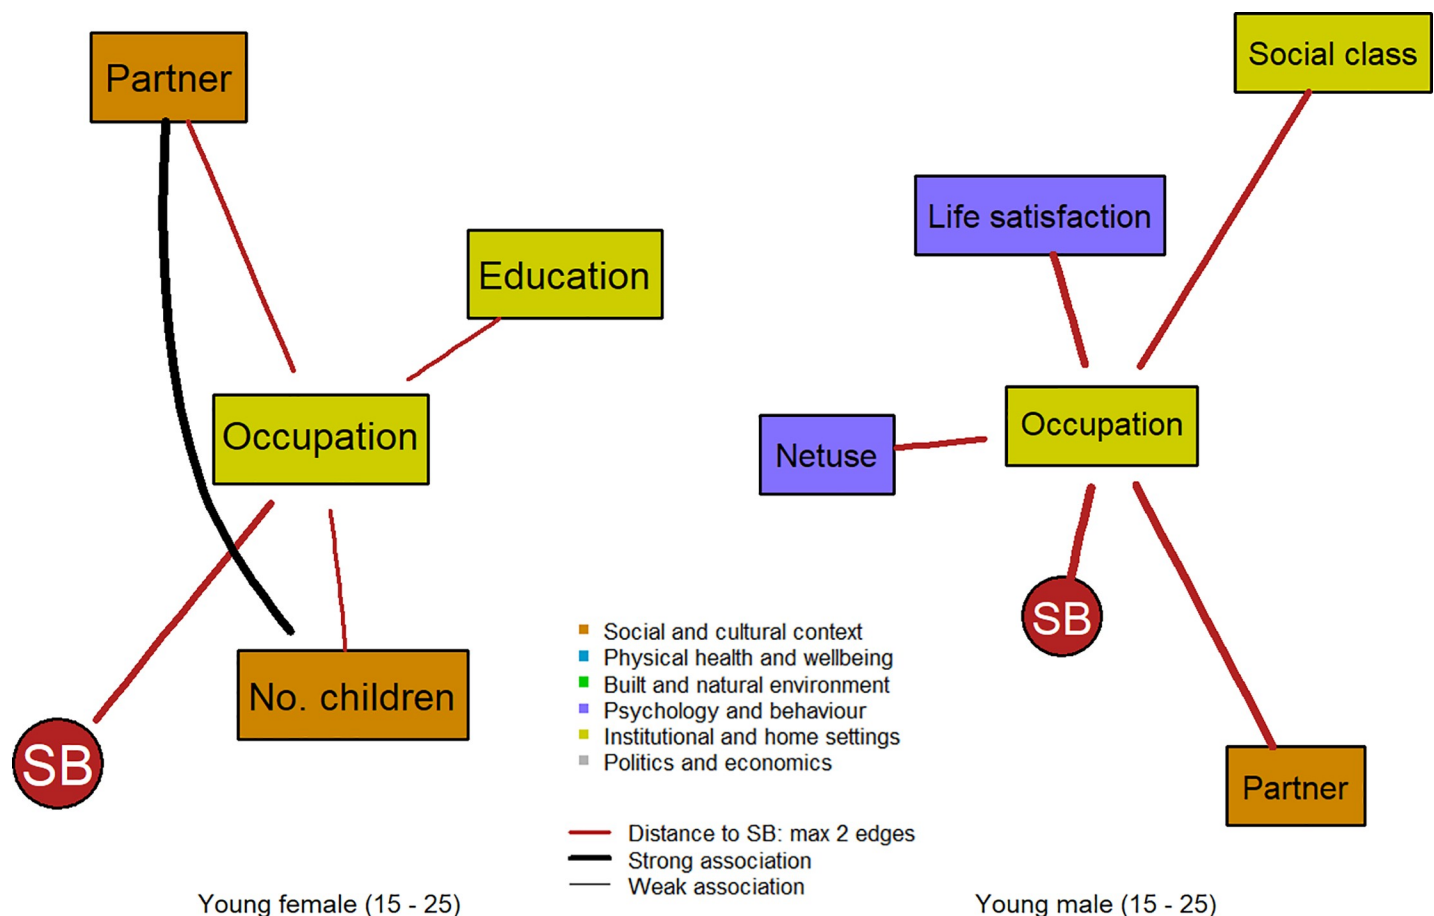 Partner
Education
Occupation
No. children
SB
Social class
Life satisfaction
Occupation
Netuse
SB
Partner
Social and cultural context
Physical health and wellbeing
Built and natural environment
Psychology and behaviour
Institutional and home settings
Politics and economics
Distance to SB: max 2 edges
Strong association
Weak association
Young female (15 - 25)
Young male (15 - 25)